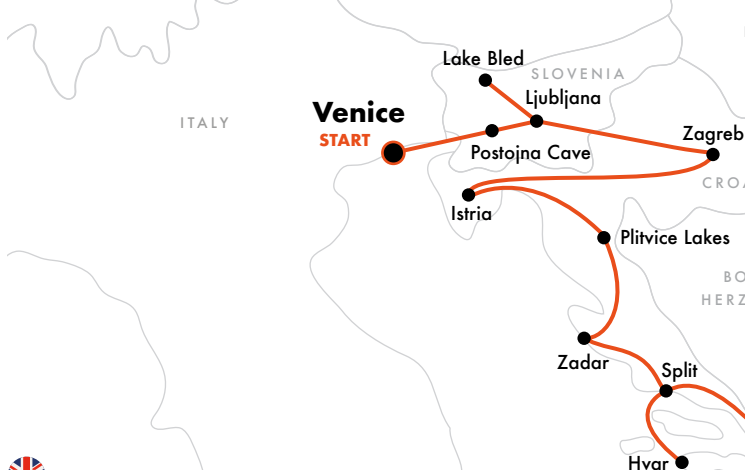 Lake Bled
SLOVENIA
Ljubljana
Venice
START
ITALY
Zagreb
Postojna Cave
CROA
Istria
Plitvice Lakes
BO
HERZ
Zadar
Split
Hvar